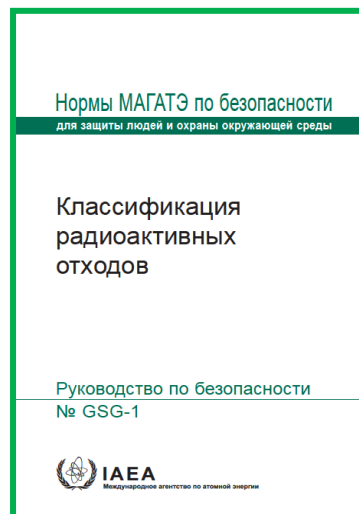 Нормы МАГАТЭ по безопасности
для защиты людей и охраны окружающей среды
Классификация
радиоактивных
отходов
Руководство по безопасности
№ GSG-1
IAEA
Международное агентство по атомной энергии